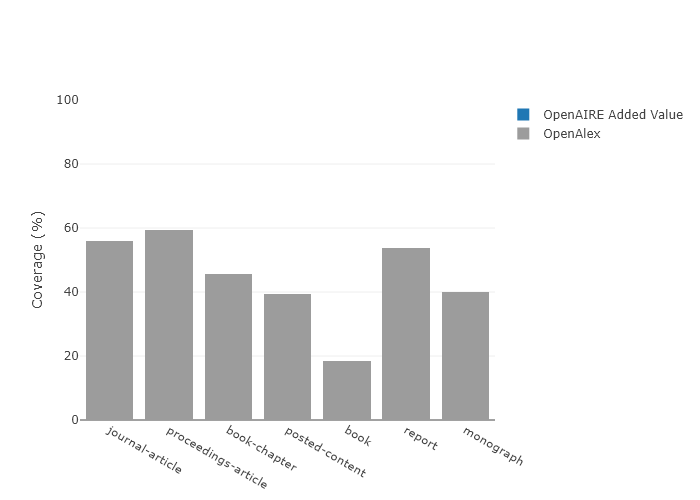 100
80
60
40
20
0
Coverage (%)
journal-article
proceedings-article
book-chapter
posted-content
book
report
monograph
OpenAIRE Added Value
OpenAlex